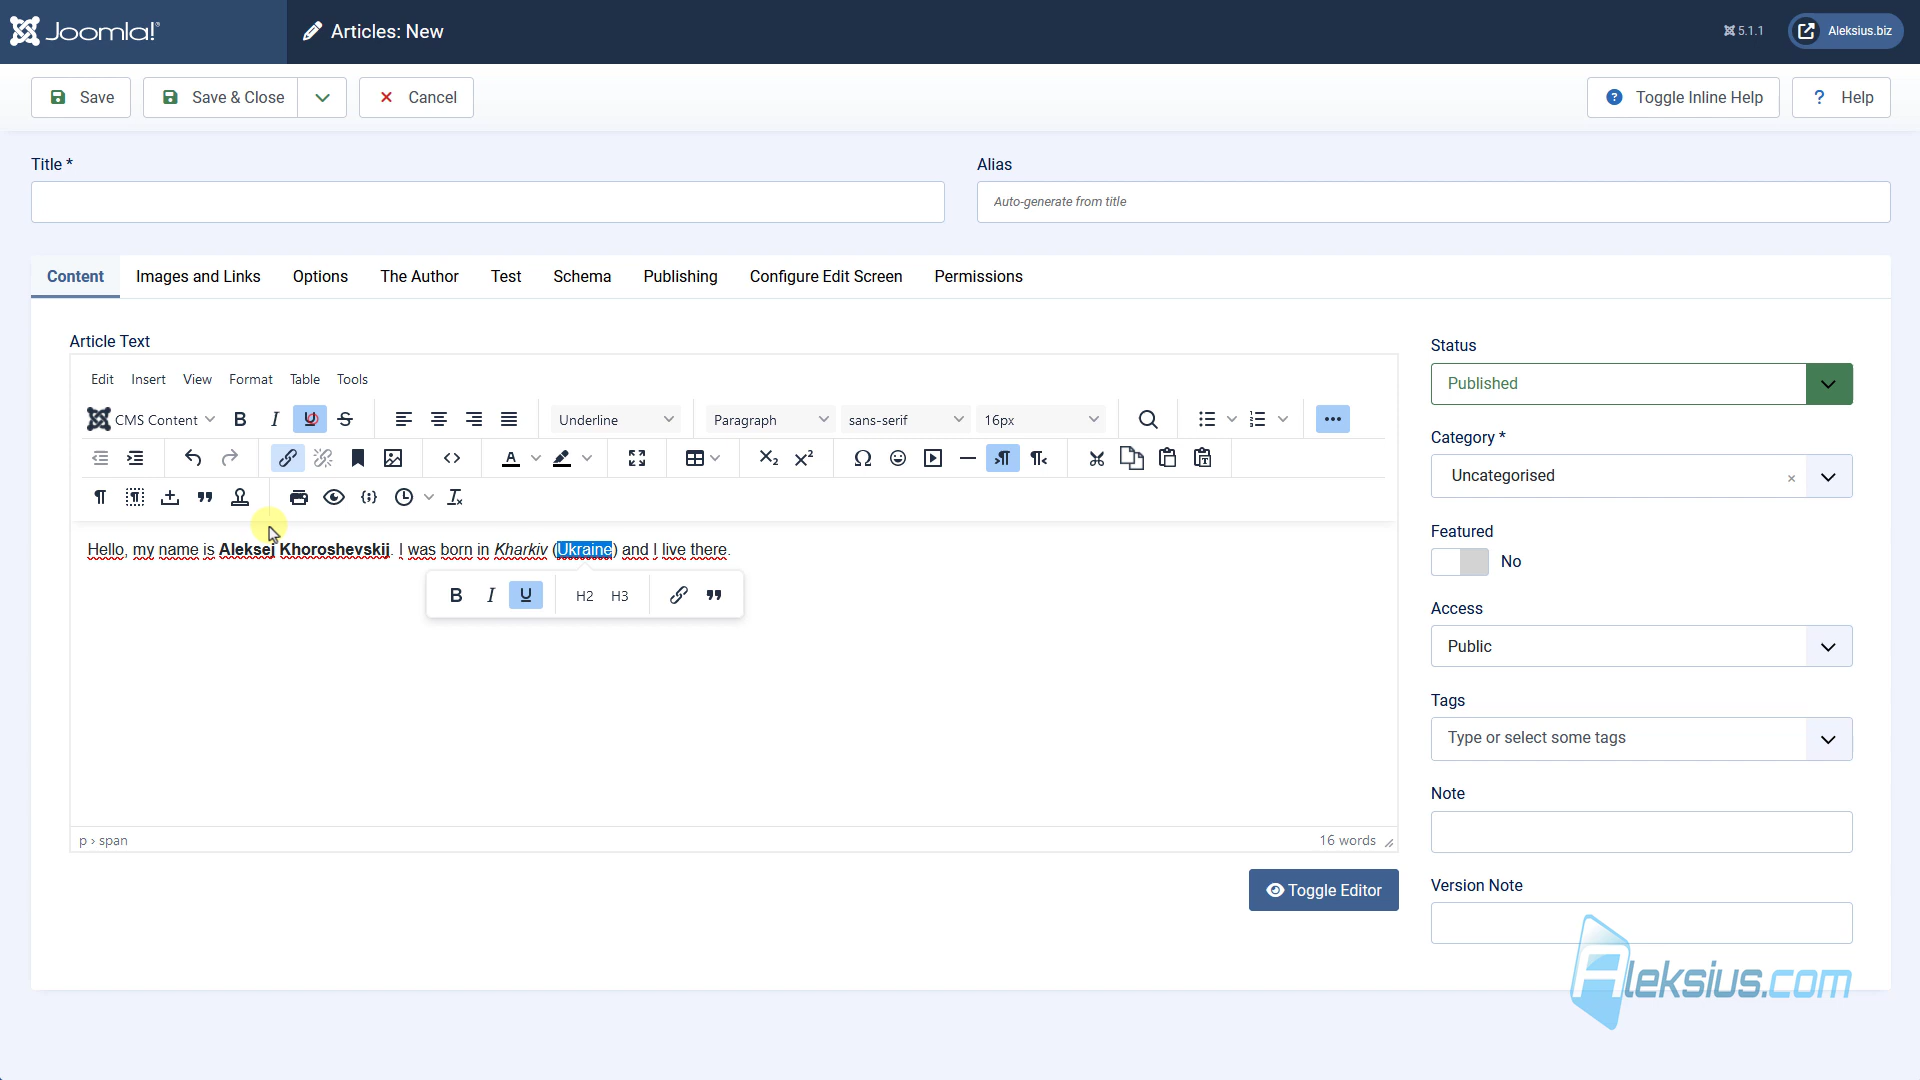 Joomla!
Articles: New
5.1.1
Aleksius.biz
Save
Save & Close
Cancel
Toggle Inline Help
? Help
Title *
Alias
Auto-generate from title
Content
Images and Links
Options
The Author
Test
Schema
Publishing
Configure Edit Screen
Permissions
Article Text
Edit
Insert
View
Format
Table
Tools
CMS Content
B
I
U
S
Underline
Paragraph
sans-serif
16px
Hello, my name is Aleksej Khoroshevskij. I was born in Kharkiv (Ukraine) and I live there.
B
I
U
H2
H3
p › span
16 words
Toggle Editor
Status
Published
Category *
Uncategorised
Featured
No
Access
Public
Tags
Type or select some tags
Note
Version Note
Aleksius.com